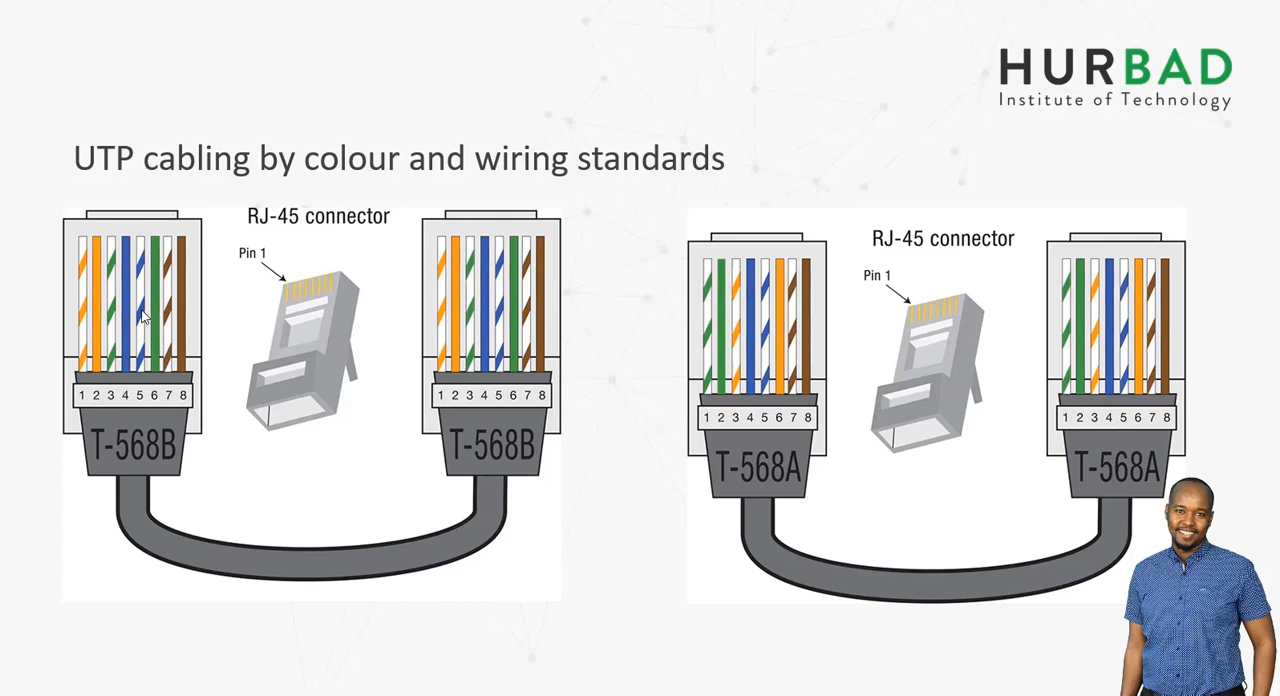 HURBAD
Institute of Technology
UTP cabling by colour and wiring standards
RJ-45 connector
Pin 1
1 2 3 4 5 6 7 8
T-568B
1 2 3 4 5 6 7 8
T-568B
RJ-45 connector
Pin 1
1 2 3 4 5 6 7 8
T-568A
1 2 3 4 5 6 7 8
T-568A